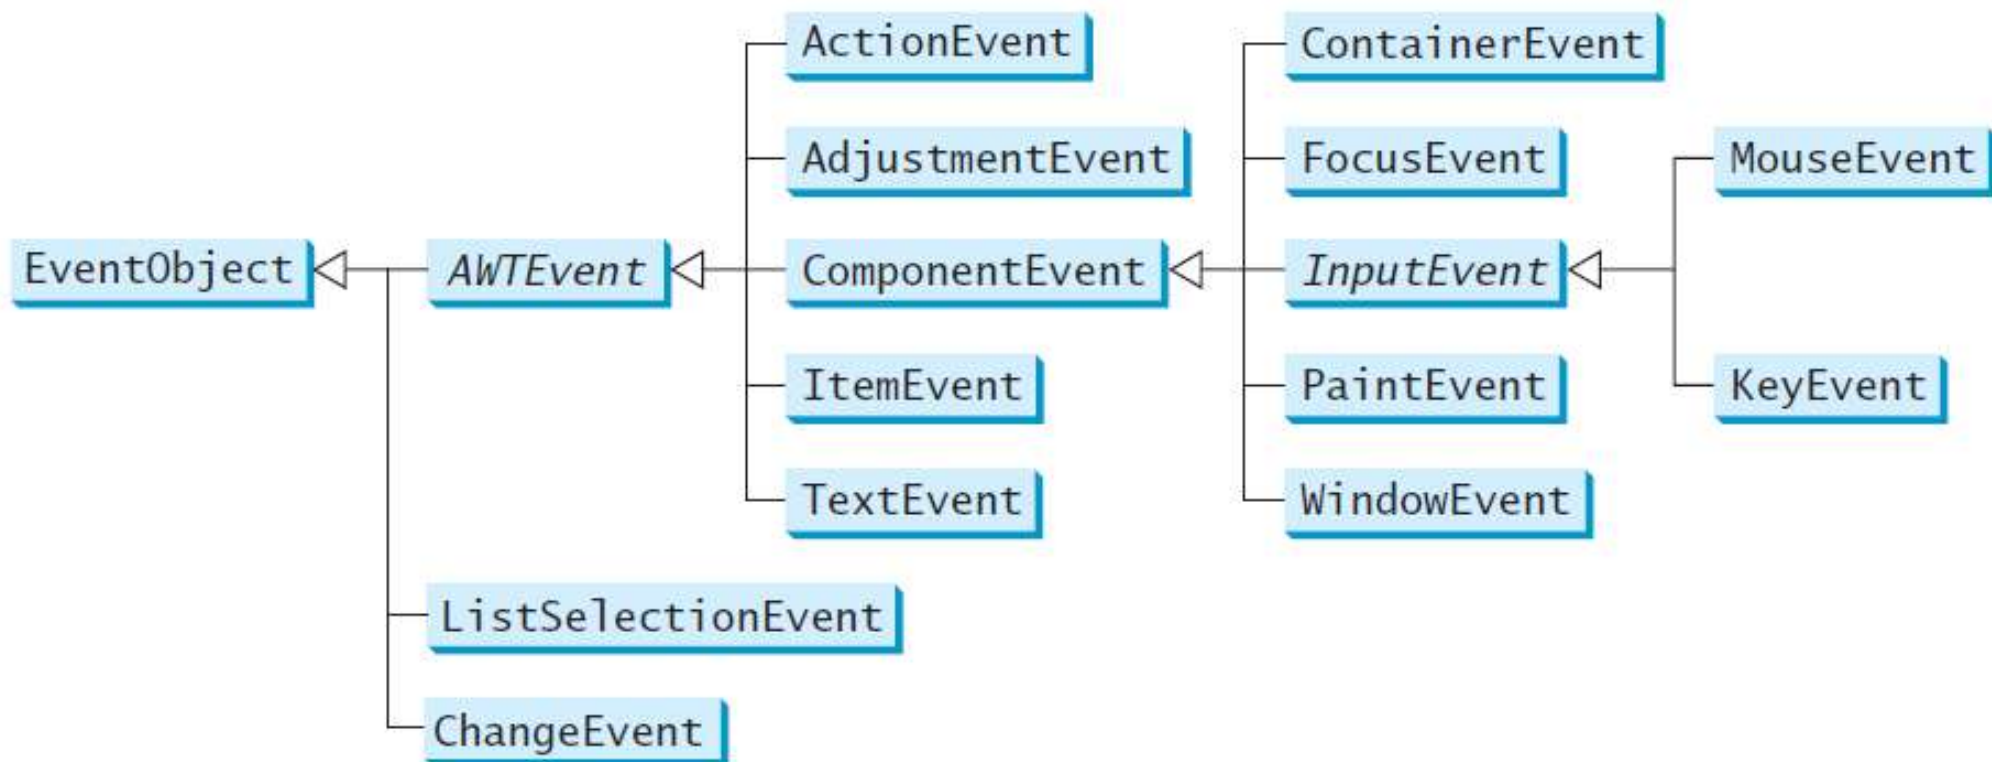 ActionEvent
ContainerEvent
AdjustmentEvent
FocusEvent
MouseEvent
EventObject
AWTEvent
ComponentEvent
InputEvent
ItemEvent
PaintEvent
KeyEvent
TextEvent
WindowEvent
ListSelectionEvent
ChangeEvent